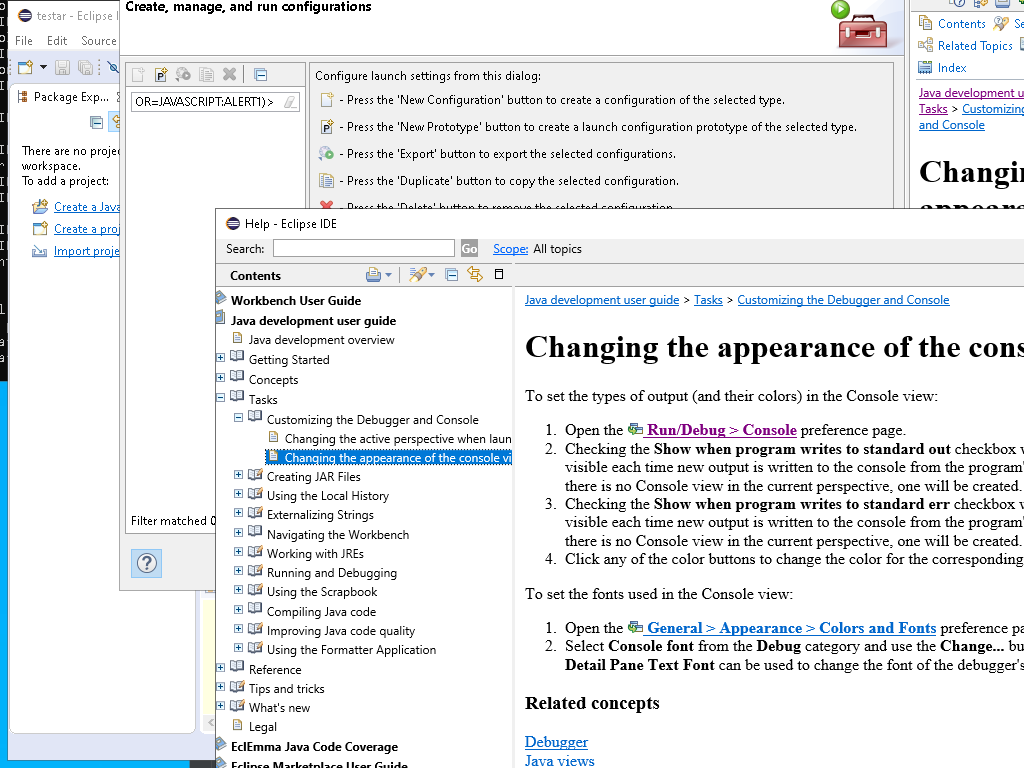 testar - Eclipse I
File Edit Source
Package Exp...
There are no projec
workspace.
To add a project:
Create a Java
Create a proj
Import proje
Create, manage, and run configurations
OR=JAVASCRIPT:ALERT1)>
Filter matched 0
Configure launch settings from this dialog:
- Press the 'New Configuration' button to create a configuration of the selected type.
- Press the 'New Prototype' button to create a launch configuration prototype of the selected type.
- Press the 'Export' button to export the selected configurations.
- Press the 'Duplicate' button to copy the selected configuration.
- Press the 'Delete' button to remove the selected configuration.
Contents Se
Related Topics
Index
Java development u
Tasks > Customizing
and Console
Changin
appearan
Help - Eclipse IDE
Search: Go Scope: All topics
Contents
Workbench User Guide
Java development user guide
Java development overview
Getting Started
Concepts
Tasks
Customizing the Debugger and Console
Changing the active perspective when laun
Changing the appearance of the console vi
Creating JAR Files
Using the Local History
Externalizing Strings
Navigating the Workbench
Working with JREs
Running and Debugging
Using the Scrapbook
Compiling Java code
Improving Java code quality
Using the Formatter Application
Reference
Tips and tricks
What's new
Legal
EclEmma Java Code Coverage
Eclipse Marketplace User Guide
Java development user guide > Tasks > Customizing the Debugger and Console
Changing the appearance of the cons
To set the types of output (and their colors) in the Console view:
1. Open the Run/Debug > Console preference page.
2. Checking the Show when program writes to standard out checkbox w
visible each time new output is written to the console from the program'
there is no Console view in the current perspective, one will be created.
3. Checking the Show when program writes to standard err checkbox w
visible each time new output is written to the console from the program'
there is no Console view in the current perspective, one will be created.
4. Click any of the color buttons to change the color for the corresponding
To set the fonts used in the Console view:
1. Open the General > Appearance > Colors and Fonts preference pa
2. Select Console font from the Debug category and use the Change... bu
Detail Pane Text Font can be used to change the font of the debugger's
Related concepts
Debugger
Java views